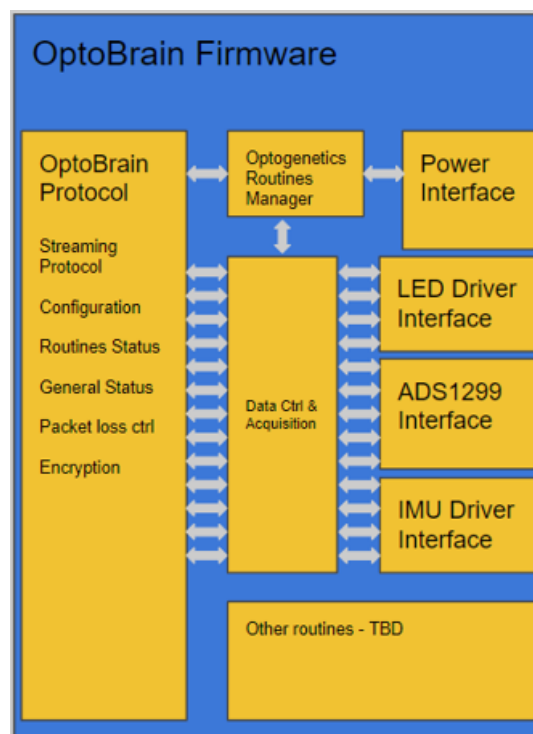 OptoBrain Firmware
OptoBrain
Protocol
Streaming
Protocol
Configuration
Routines Status
General Status
Packet loss ctrl
Encryption
Optogenetics
Routines
Manager
Power
Interface
Data Ctrl &
Acquisition
LED Driver
Interface
ADS1299
Interface
IMU Driver
Interface
Other routines - TBD